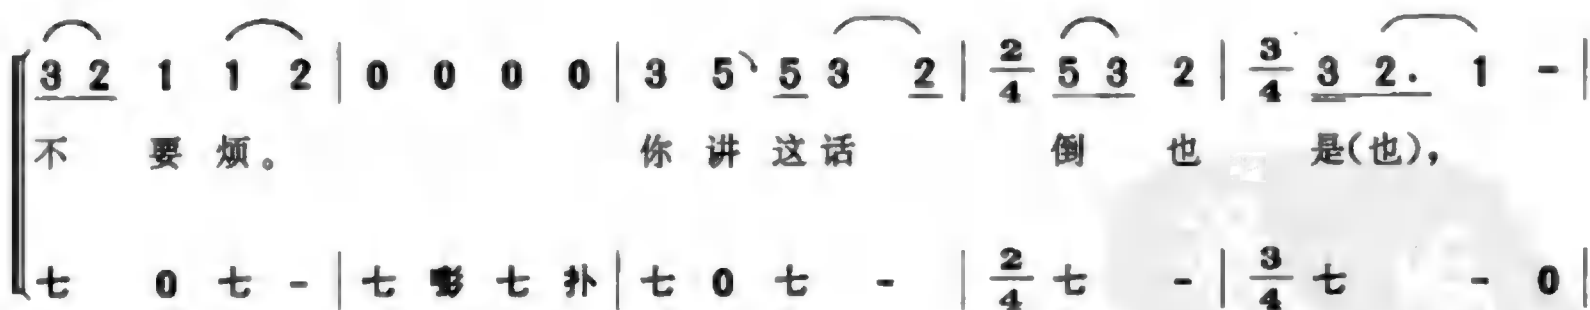 3 2 1 1 2 | 0 0 0 0 | 3 5 5 3 2 | 2/4 5 3 2 | 3/4 3 2. 1 - |
不 要 烦。 你 讲 这 话 倒 也 是(也),
七 0 七 - | 七 彭 七 扑 | 七 0 七 - | 2/4 七 - | 3/4 七 - 0 |